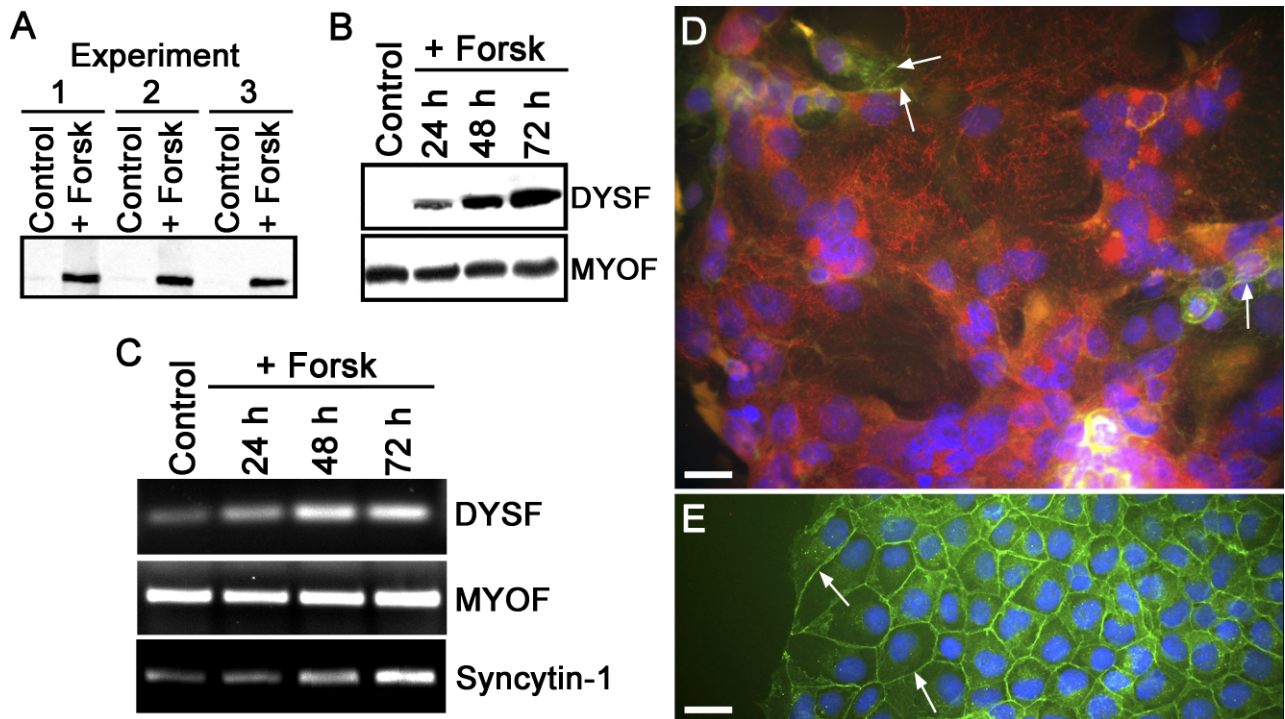 A
Experiment
1 2 3
Control + Forsk Control + Forsk Control + Forsk
B
+ Forsk
Control 24 h 48 h 72 h
DYSF
MYOF
C
+ Forsk
Control 24 h 48 h 72 h
DYSF
MYOF
Syncytin-1
D
E